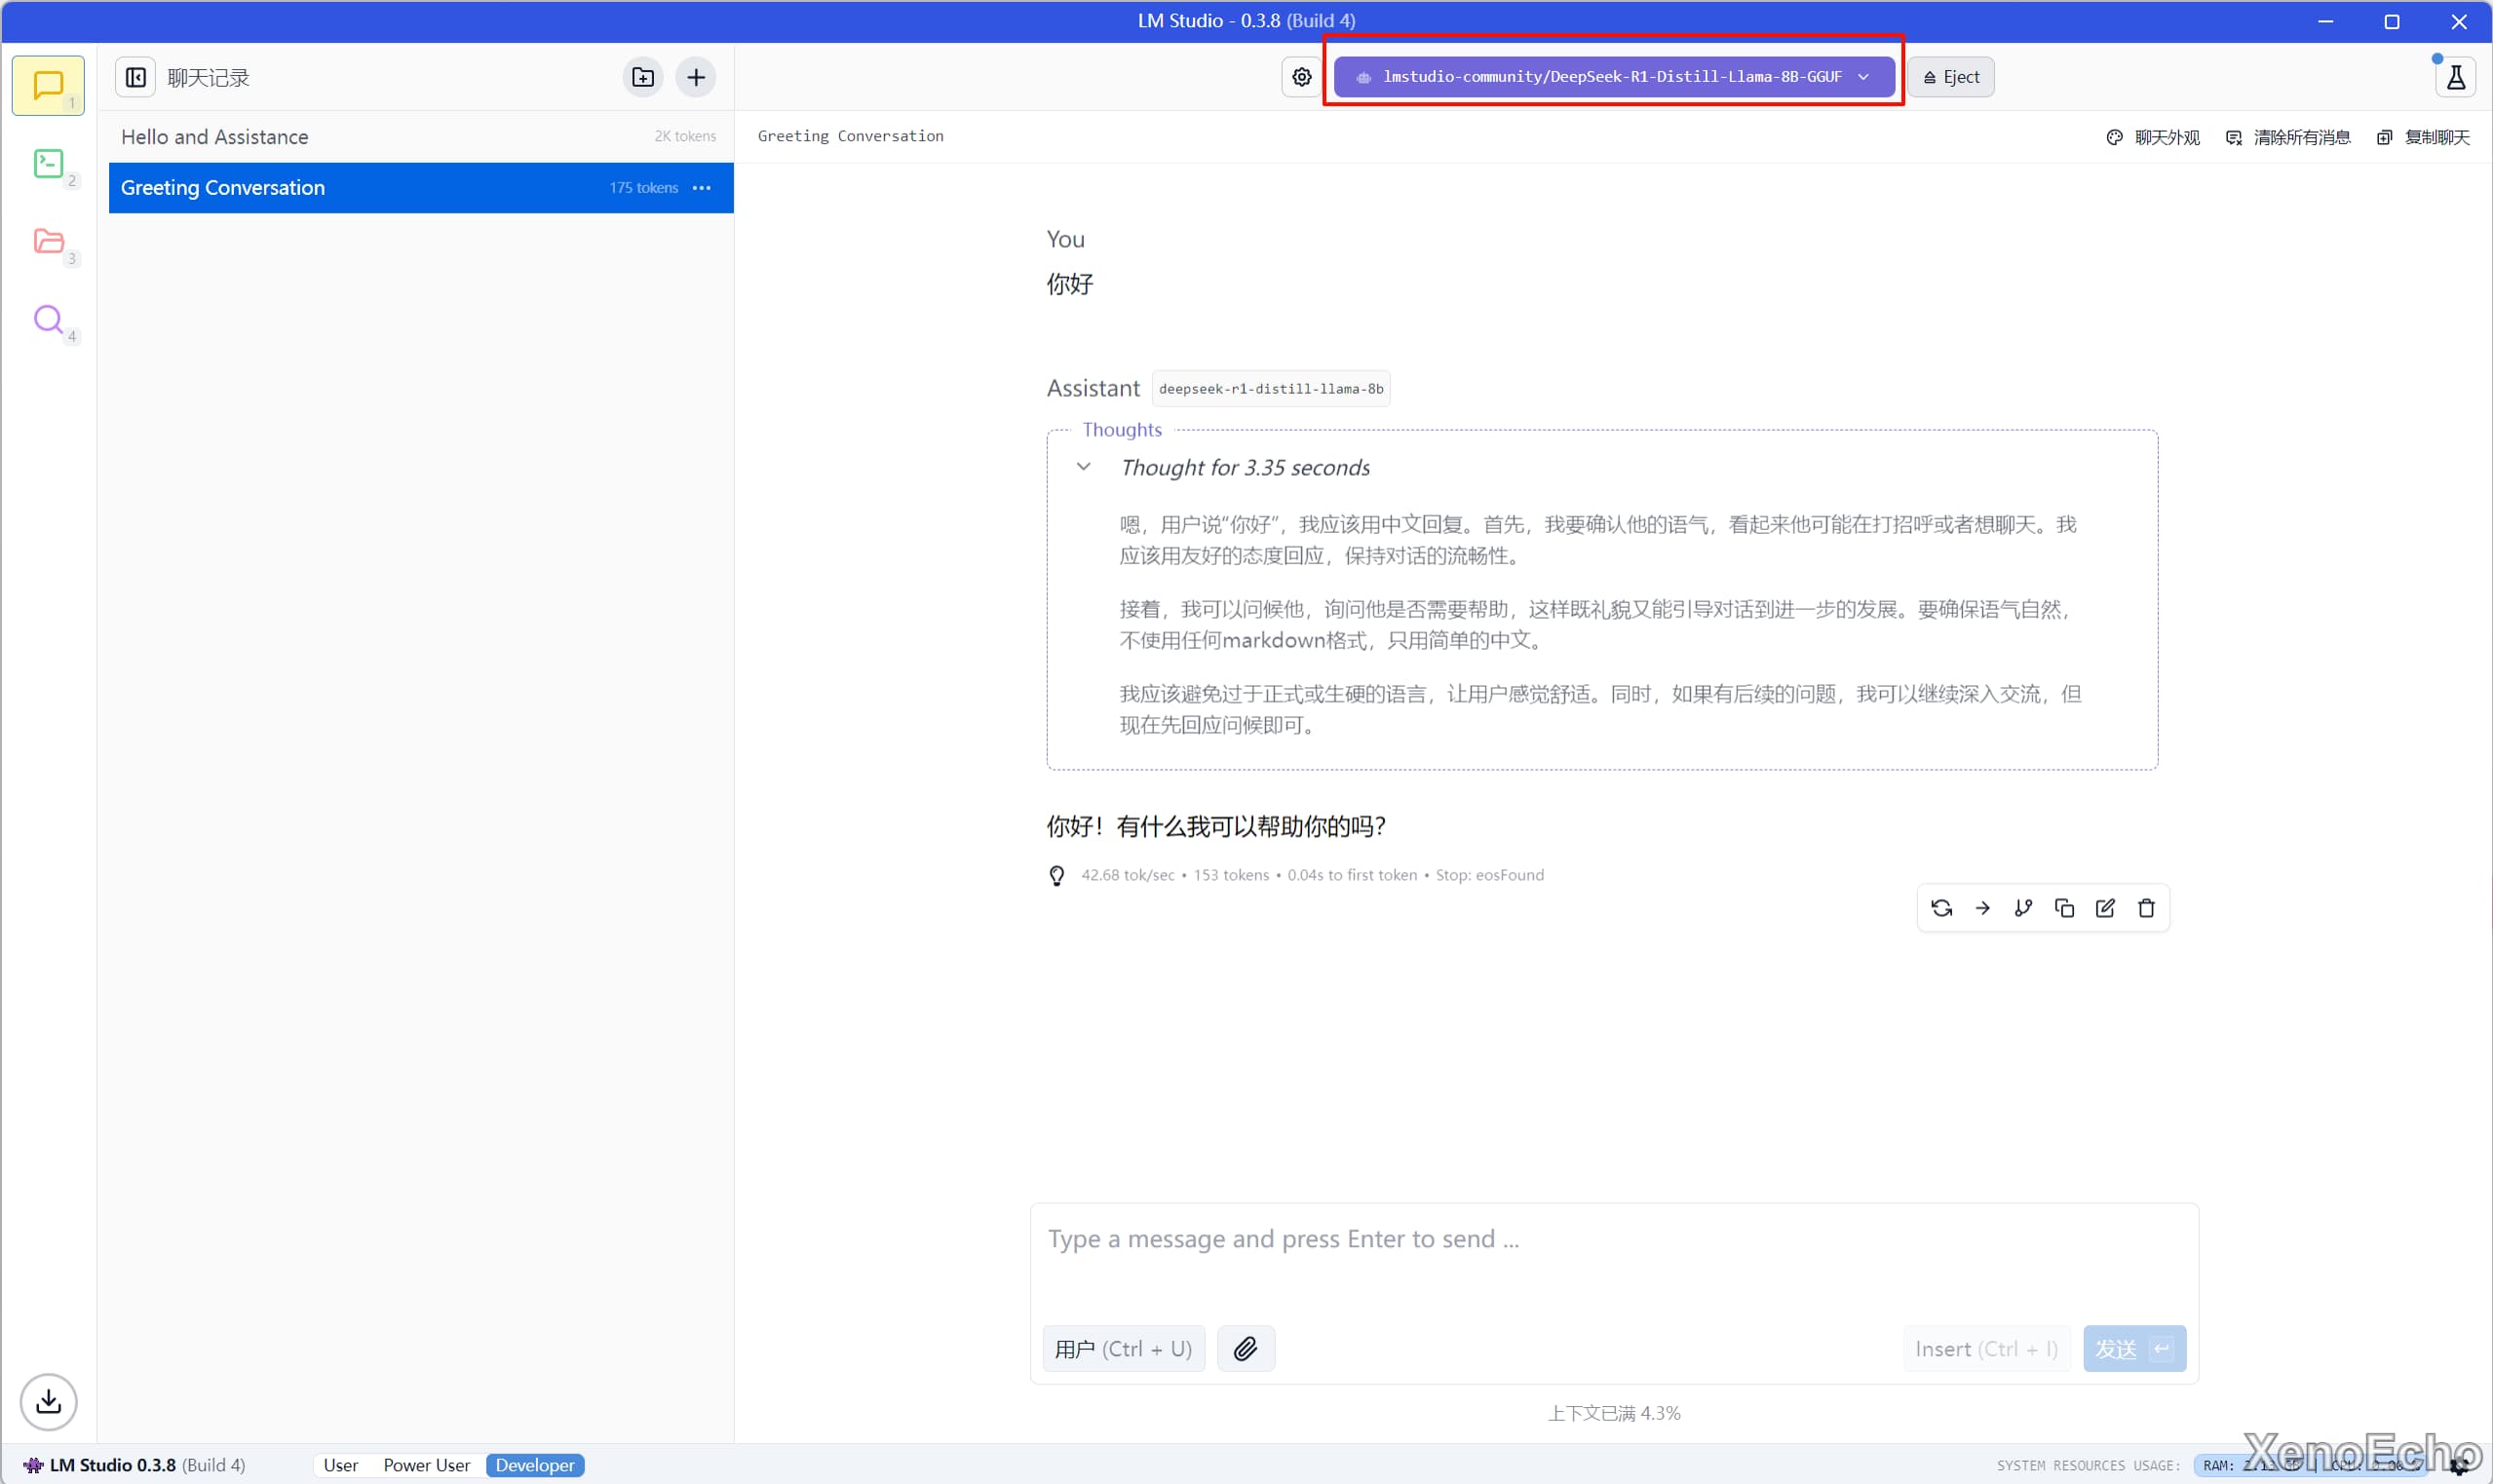 LM Studio - 0.3.8 (Build 4)
聊天记录
lmstudio-community/DeepSeek-R1-Distill-Llama-8B-GGUF
Eject
1
2
3
4
Hello and Assistance 2K tokens
Greeting Conversation 175 tokens
Greeting Conversation
聊天外观 清除所有消息 复制聊天
You
你好
Assistant deepseek-r1-distill-llama-8b
Thoughts
Thought for 3.35 seconds
嗯，用户说“你好”，我应该用中文回复。首先，我要确认他的语气，看起来他可能在打招呼或者想聊天。我
应该用友好的态度回应，保持对话的流畅性。
接着，我可以问候他，询问他是否需要帮助，这样既礼貌又能引导对话到进一步的发展。要确保语气自然，
不使用任何markdown格式，只用简单的中文。
我应该避免过于正式或生硬的语言，让用户感觉舒适。同时，如果有后续的问题，我可以继续深入交流，但
现在先回应问候即可。
你好！有什么我可以帮助你的吗？
42.68 tok/sec • 153 tokens • 0.04s to first token • Stop: eosFound
Type a message and press Enter to send ...
用户 (Ctrl + U)
Insert (Ctrl + I) 发送
上下文已满 4.3%
LM Studio 0.3.8 (Build 4) User Power User Developer
SYSTEM RESOURCES USAGE: RAM:
XenoEcho